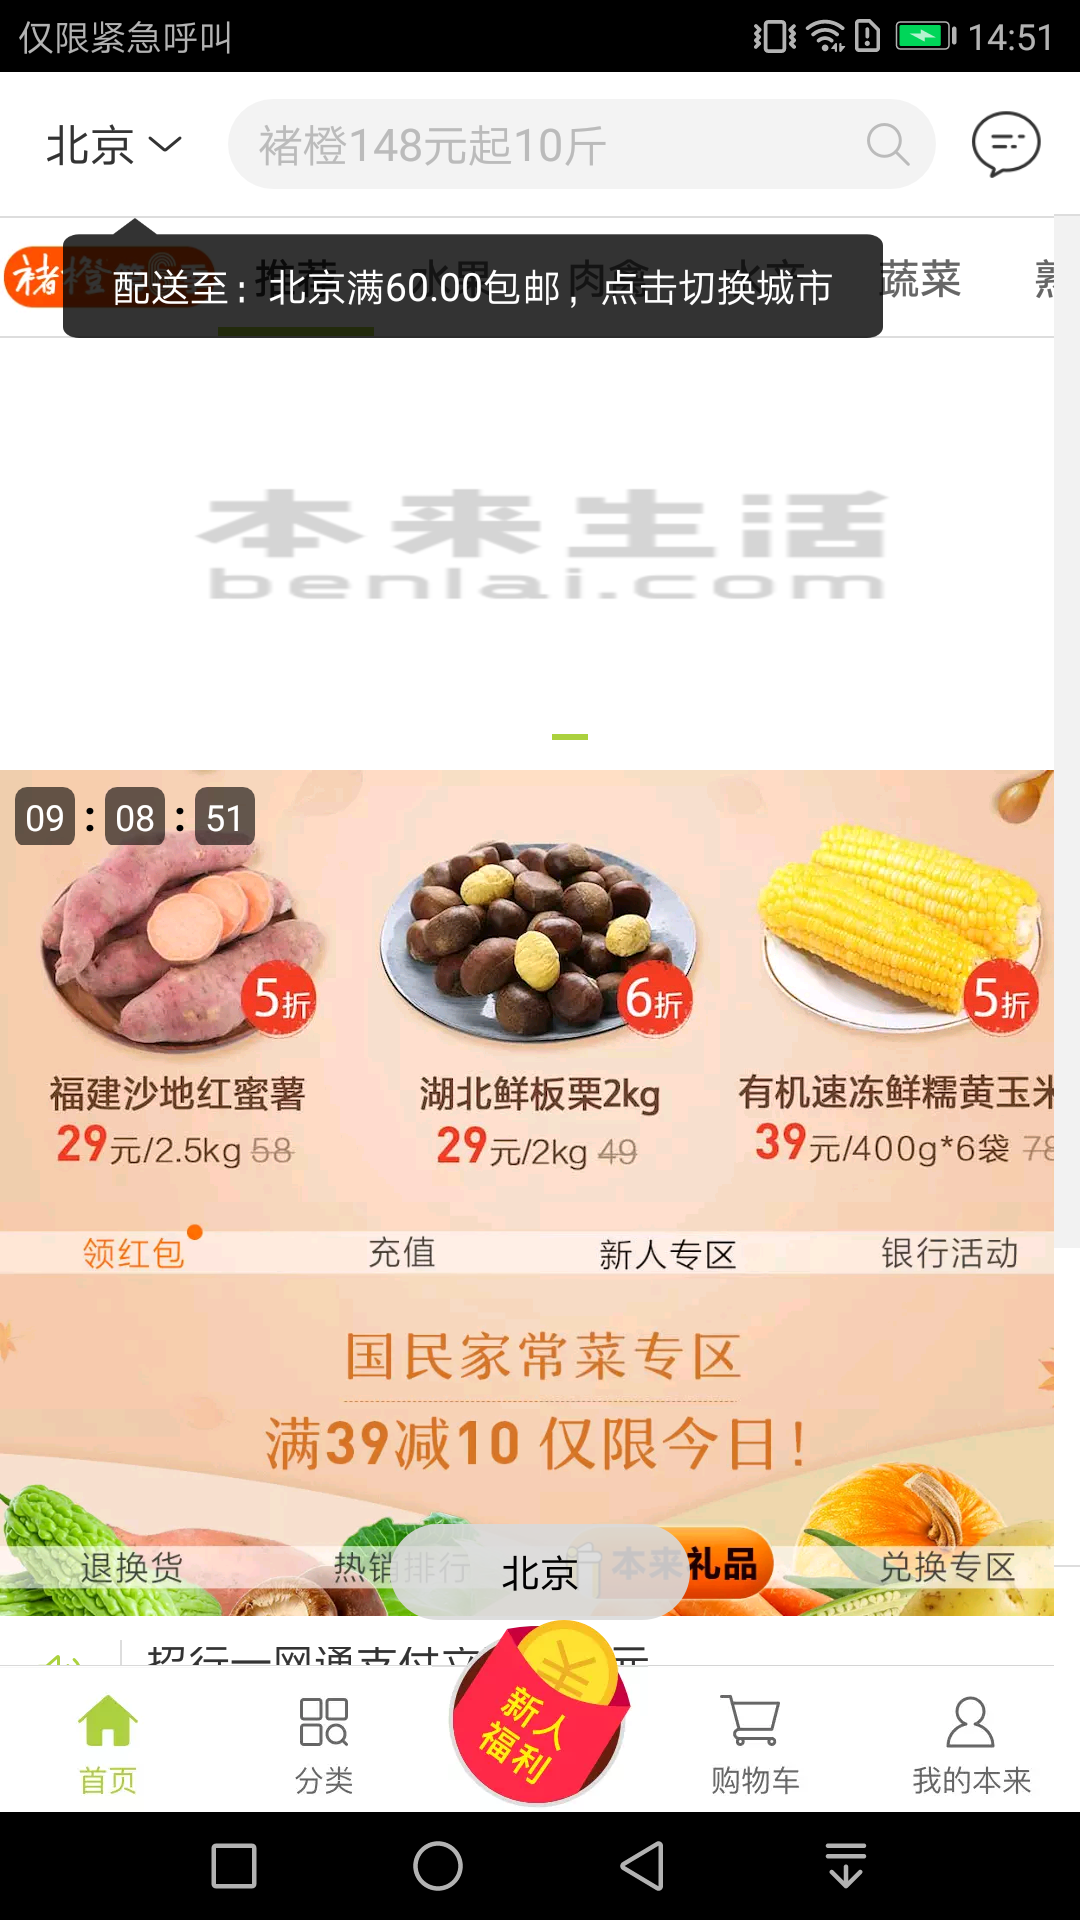 仅限紧急呼叫
14:51
北京
褚橙148元起10斤
褚橙 推荐 水果 肉禽 水产 蔬菜
配送至：北京满60.00包邮，点击切换城市
本来生活
benlai.com
09 : 08 : 51
5折 6折 5折
福建沙地红蜜薯 湖北鲜板栗2kg 有机速冻鲜糯黄玉米
29元/2.5kg 58 29元/2kg 49 39元/400g*6袋 78
领红包 充值 新人专区 银行活动
国民家常菜专区
满39减10 仅限今日！
退换货 热销排行 本来礼品 兑换专区
北京
招行一网通支付立 元
新人
福利
首页 分类 购物车 我的本来